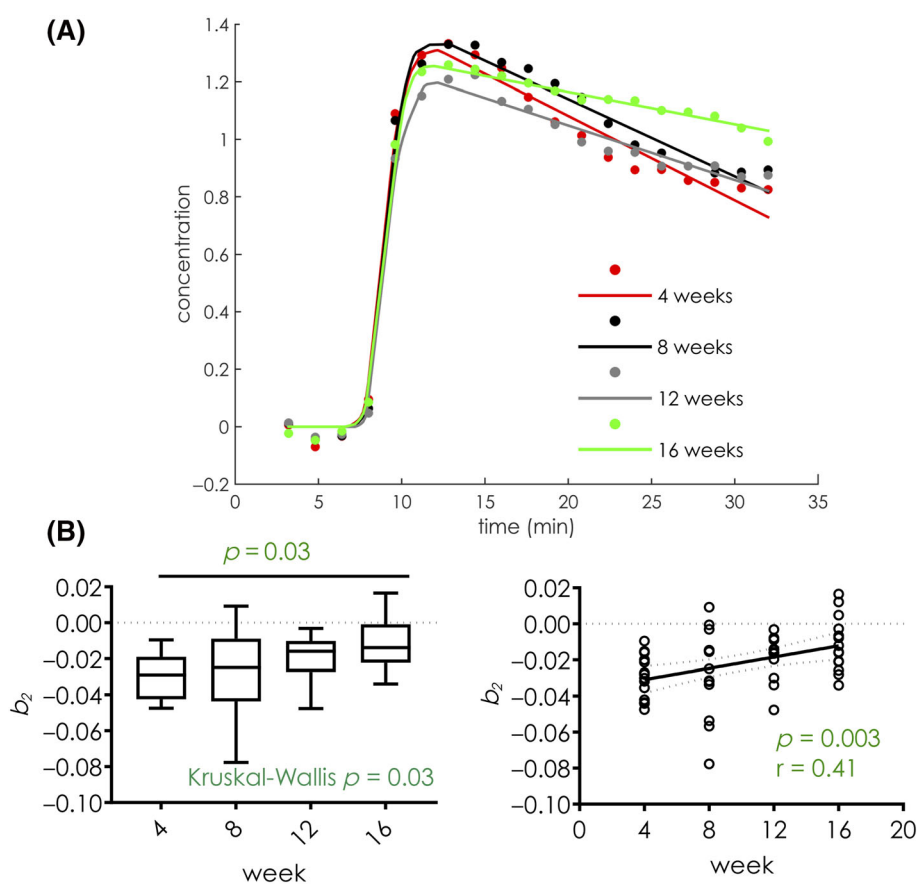 (A)
1.4
1.2
1
0.8
0.6
0.4
0.2
0
−0.2
concentration
0 5 10 15 20 25 30 35
time (min)
4 weeks
8 weeks
12 weeks
16 weeks
(B)
p = 0.03
0.02
0.00
−0.02
−0.04
−0.06
−0.08
−0.10
b2
Kruskal-Wallis p = 0.03
4 8 12 16
week
0.02
0.00
−0.02
−0.04
−0.06
−0.08
−0.10
b2
p = 0.003
r = 0.41
0 4 8 12 16 20
week